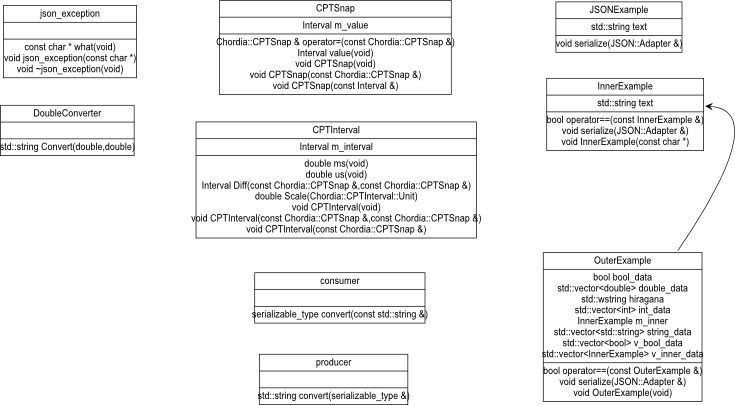 json_exception
const char * what(void)
void json_exception(const char *)
void ~json_exception(void)
DoubleConverter
std::string Convert(double,double)
CPTSnap
Interval m_value
Chordia::CPTSnap & operator=(const Chordia::CPTSnap &)
Interval value(void)
void CPTSnap(void)
void CPTSnap(const Chordia::CPTSnap &)
void CPTSnap(const Interval &)
CPTInterval
Interval m_interval
double ms(void)
double us(void)
Interval Diff(const Chordia::CPTSnap &,const Chordia::CPTSnap &)
double Scale(Chordia::CPTInterval::Unit)
void CPTInterval(void)
void CPTInterval(const Chordia::CPTSnap &,const Chordia::CPTSnap &)
void CPTInterval(const Chordia::CPTSnap &)
consumer
serializable_type convert(const std::string &)
producer
std::string convert(serializable_type &)
JSONExample
std::string text
void serialize(JSON::Adapter &)
InnerExample
std::string text
bool operator==(const InnerExample &)
void serialize(JSON::Adapter &)
void InnerExample(const char *)
OuterExample
bool bool_data
std::vector<double> double_data
std::wstring hiragana
std::vector<int> int_data
InnerExample m_inner
std::vector<std::string> string_data
std::vector<bool> v_bool_data
std::vector<InnerExample> v_inner_data
bool operator==(const OuterExample &)
void serialize(JSON::Adapter &)
void OuterExample(void)